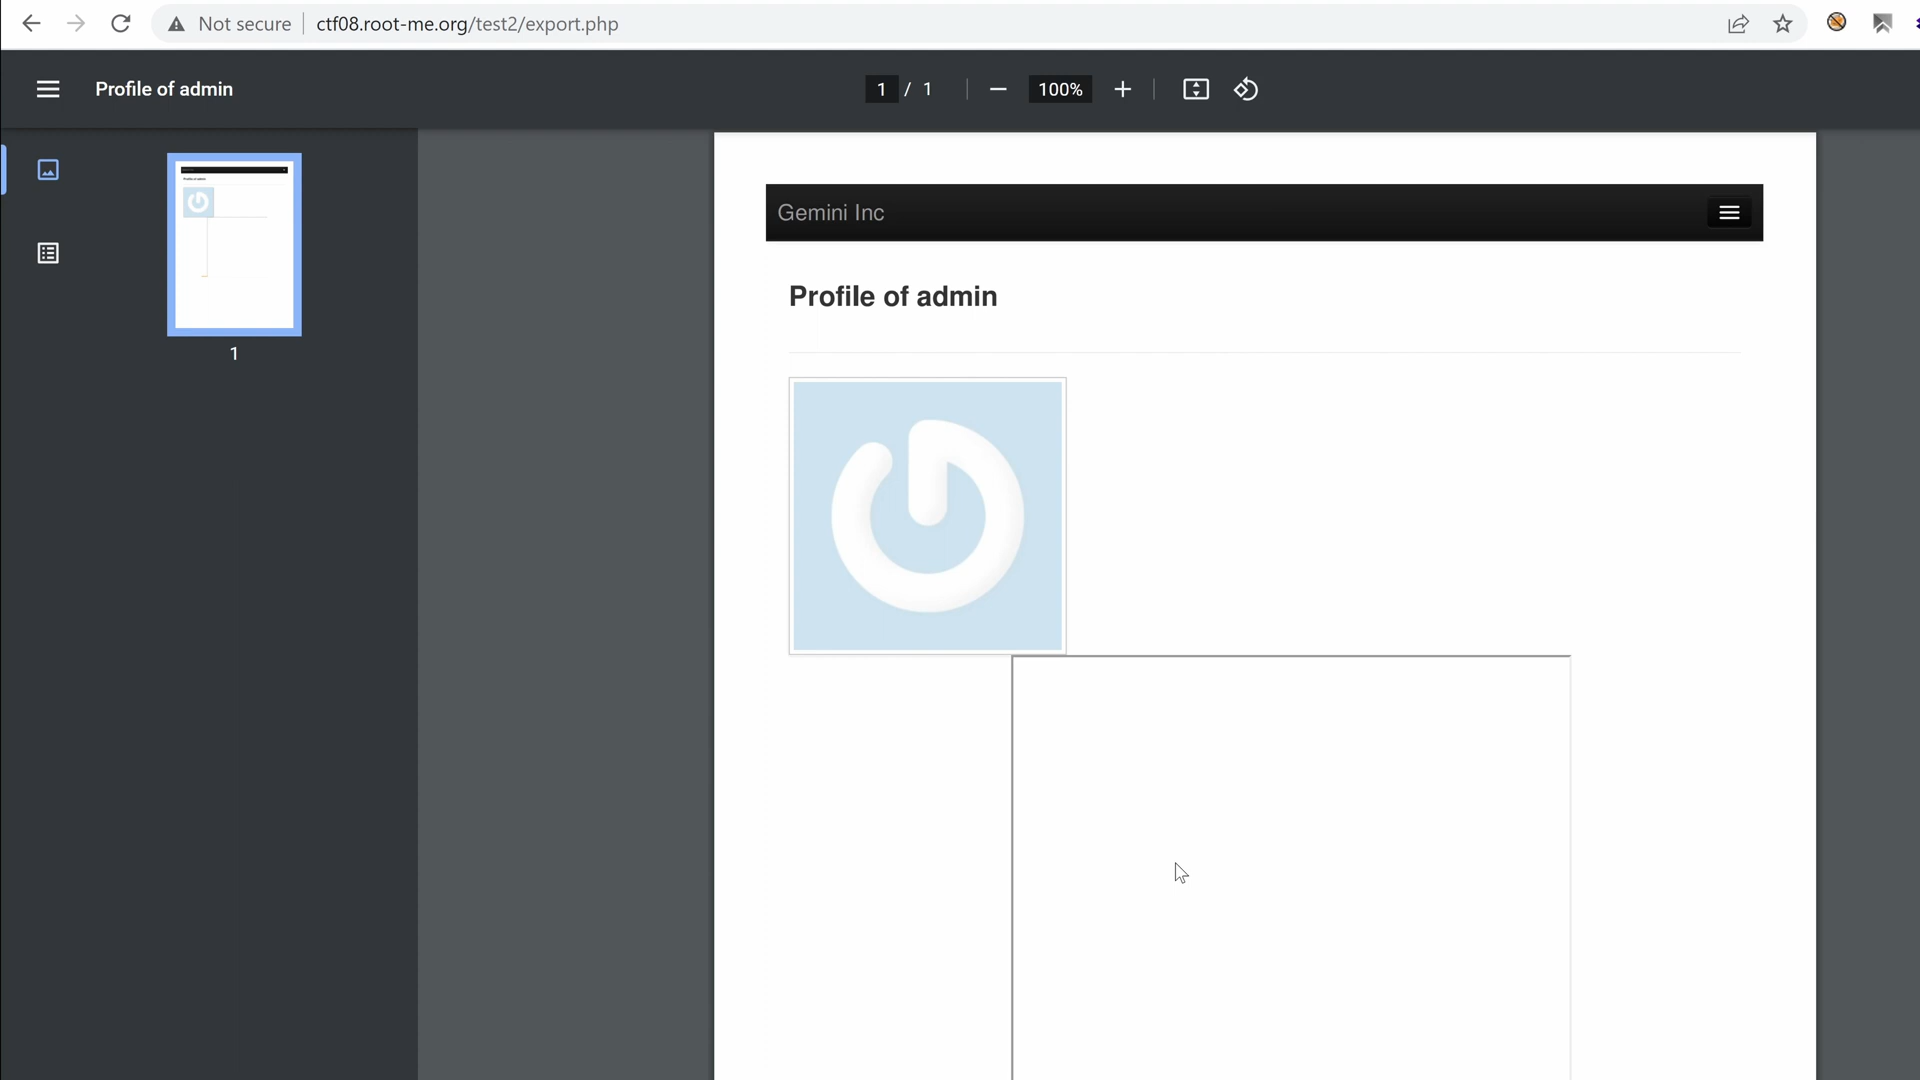 Not secure
ctf08.root-me.org/test2/export.php
Profile of admin
1 / 1
100%
1
Gemini Inc
Profile of admin